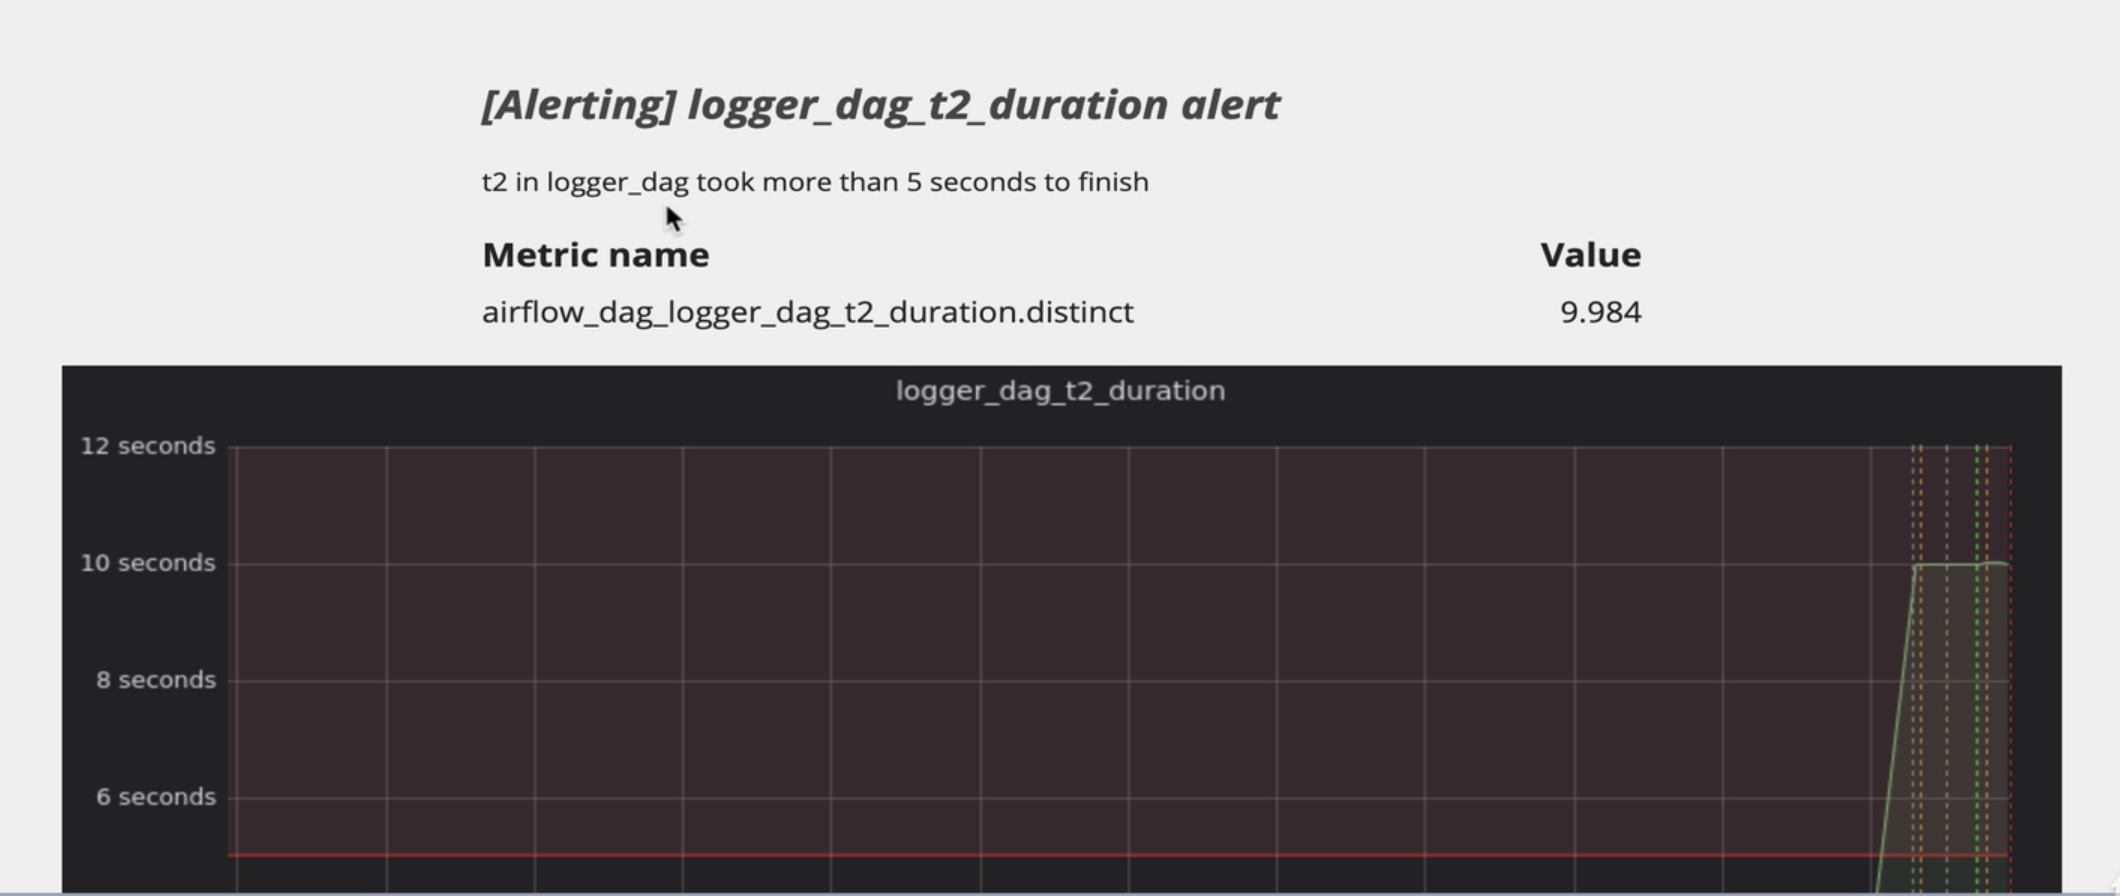 [Alerting] logger_dag_t2_duration alert
t2 in logger_dag took more than 5 seconds to finish
Metric name Value
airflow_dag_logger_dag_t2_duration.distinct 9.984
logger_dag_t2_duration
12 seconds
10 seconds
8 seconds
6 seconds